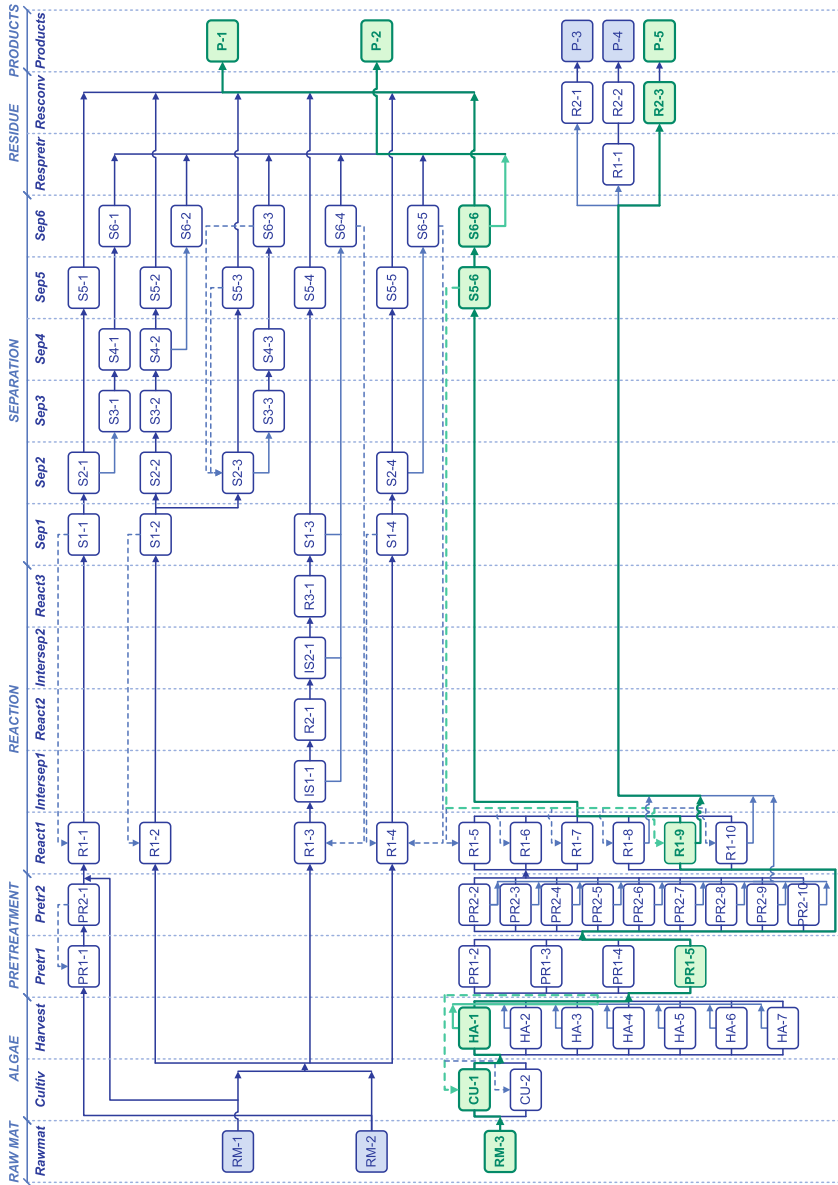 PRODUCTS
Products
P-1
P-2
P-3
P-4
P-5
RESIDUE
Resconv
R2-1
R2-2
R2-3
Respretr
R1-1
SEPARATION
Sep6
S6-1
S6-2
S6-3
S6-4
S6-5
S6-6
Sep5
S5-1
S5-2
S5-3
S5-4
S5-5
S5-6
Sep4
S4-1
S4-2
S4-3
Sep3
S3-1
S3-2
S3-3
Sep2
S2-1
S2-2
S2-3
S2-4
Sep1
S1-1
S1-2
S1-3
S1-4
REACTION
React3
R3-1
Intersep2
IS2-1
React2
R2-1
Intersep1
IS1-1
React1
R1-1
R1-2
R1-3
R1-4
R1-5
R1-6
R1-7
R1-8
R1-9
R1-10
PRETREATMENT
Pretr2
PR2-1
PR2-2
PR2-3
PR2-4
PR2-5
PR2-6
PR2-7
PR2-8
PR2-9
PR2-10
Pretr1
PR1-1
PR1-2
PR1-3
PR1-4
PR1-5
ALGAE
Harvest
HA-1
HA-2
HA-3
HA-4
HA-5
HA-6
HA-7
Cultiv
CU-1
CU-2
RAW MAT
Rawmat
RM-1
RM-2
RM-3